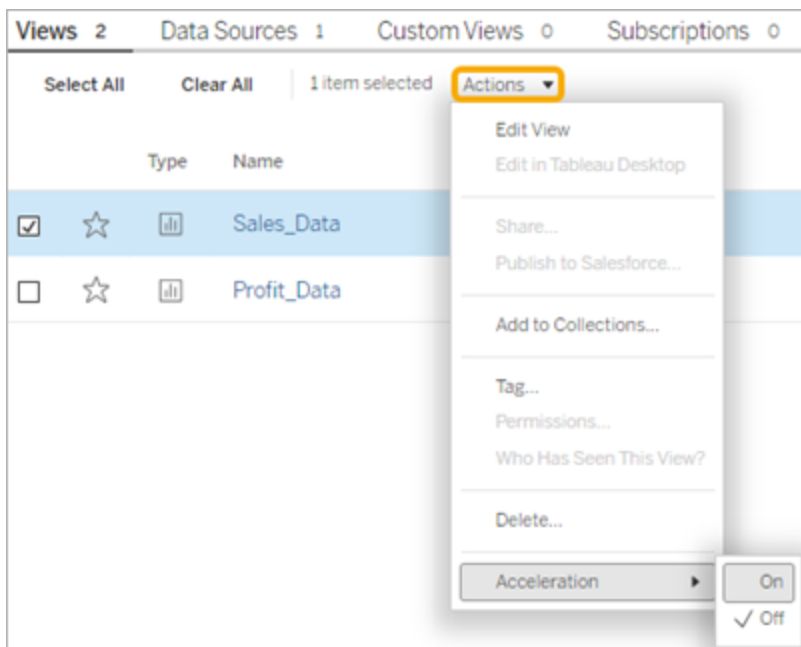 Views 2 Data Sources 1 Custom Views 0 Subscriptions 0
Select All Clear All 1 item selected Actions
Type Name
Sales_Data
Profit_Data
Edit View
Edit in Tableau Desktop
Share...
Publish to Salesforce...
Add to Collections...
Tag...
Permissions...
Who Has Seen This View?
Delete...
Acceleration
On
Off